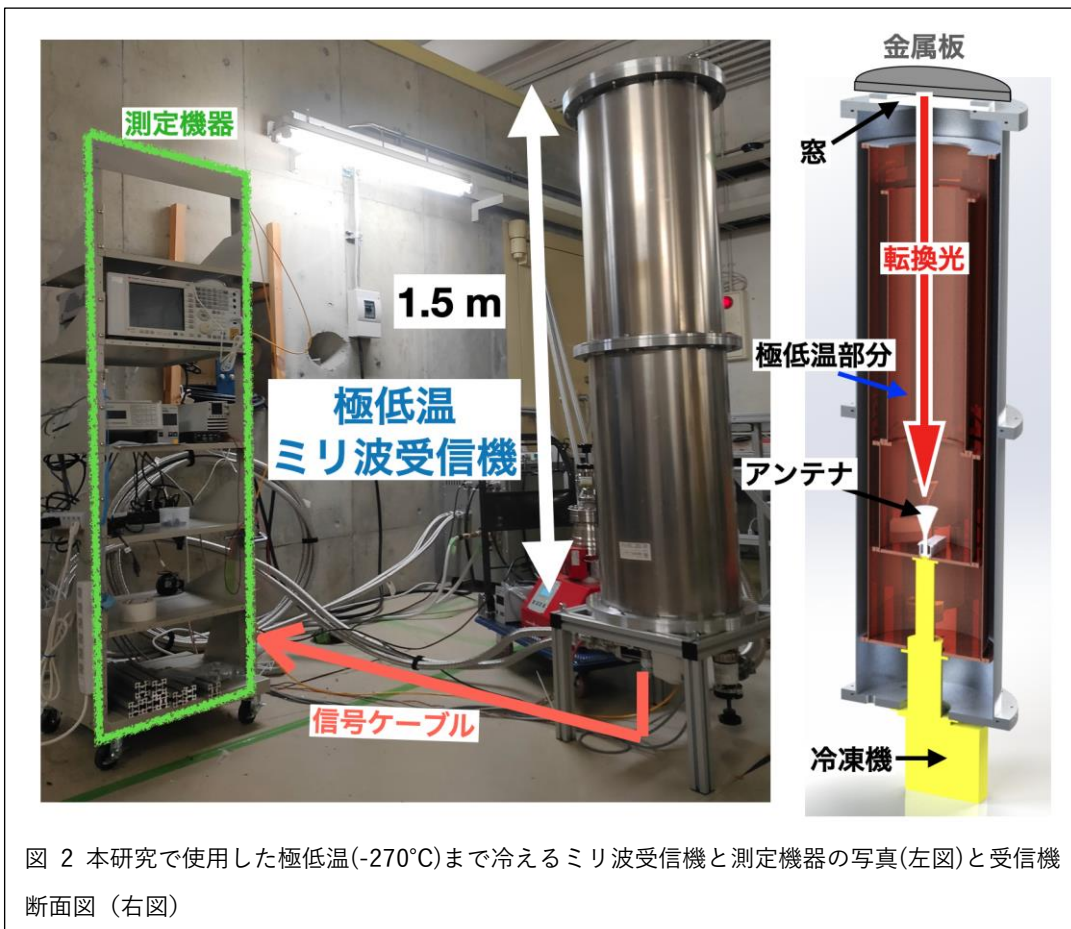 測定機器
1.5 m
極低温
ミリ波受信機
信号ケーブル
金属板
窓
転換光
極低温部分
アンテナ
冷凍機
図 2 本研究で使用した極低温(-270°C)まで冷えるミリ波受信機と測定機器の写真(左図)と受信機
断面図（右図）